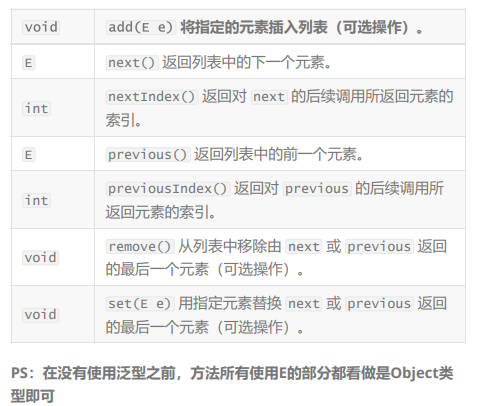 void add(E e) 将指定的元素插入列表（可选操作）。
E next() 返回列表中的下一个元素。
int nextIndex() 返回对 next 的后续调用所返回元素的
索引。
E previous() 返回列表中的前一个元素。
int previousIndex() 返回对 previous 的后续调用所
返回元素的索引。
void remove() 从列表中移除由 next 或 previous 返回
的最后一个元素（可选操作）。
void set(E e) 用指定元素替换 next 或 previous 返回
的最后一个元素（可选操作）。
PS：在没有使用泛型之前，方法所有使用E的部分都看做是Object类
型即可